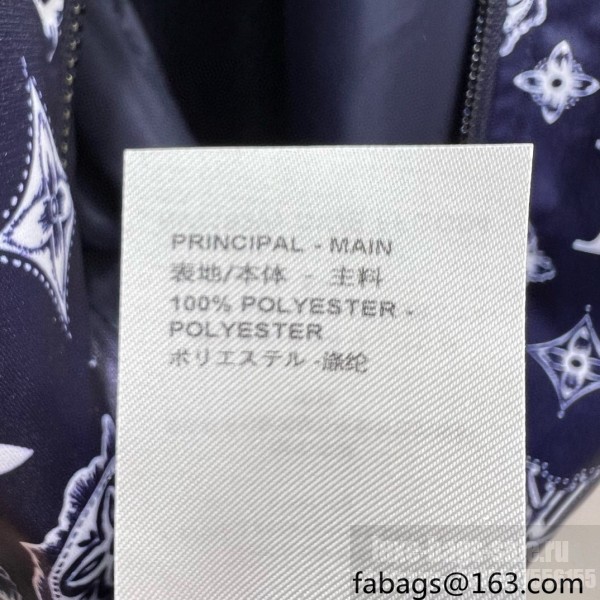 PRINCIPAL - MAIN
表地/本体 - 主料
100% POLYESTER -
POLYESTER
ポリエステル -涤纶
fabags@163.com